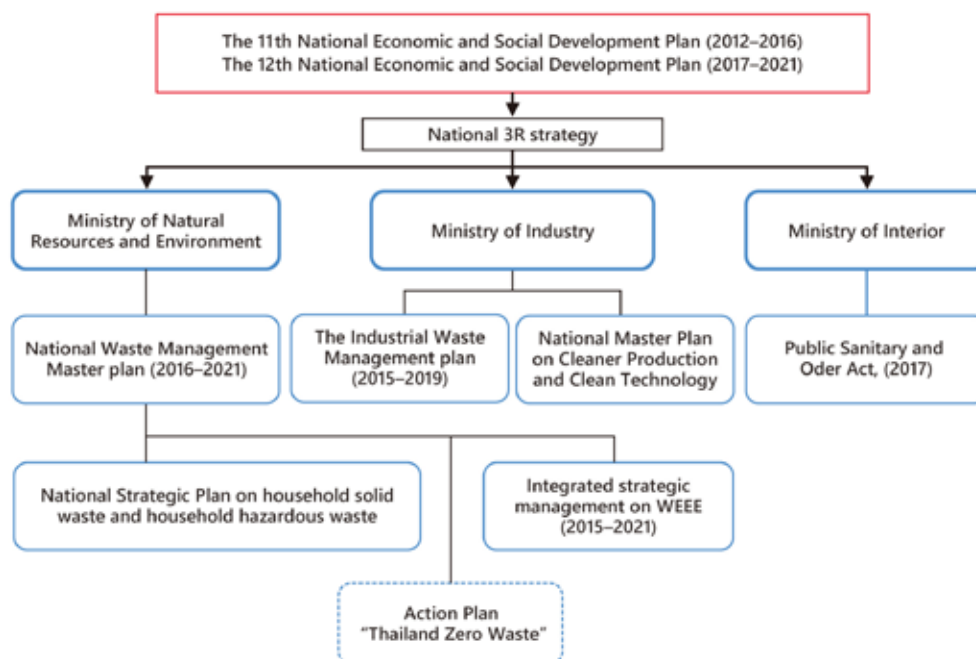 The 11th National Economic and Social Development Plan (2012–2016)
The 12th National Economic and Social Development Plan (2017–2021)
National 3R strategy
Ministry of Natural
Resources and Environment
Ministry of Industry
Ministry of Interior
National Waste Management
Master plan (2016–2021)
The Industrial Waste
Management plan
(2015–2019)
National Master Plan
on Cleaner Production
and Clean Technology
Public Sanitary and
Oder Act, (2017)
National Strategic Plan on household solid
waste and household hazardous waste
Integrated strategic
management on WEEE
(2015–2021)
Action Plan
“Thailand Zero Waste”